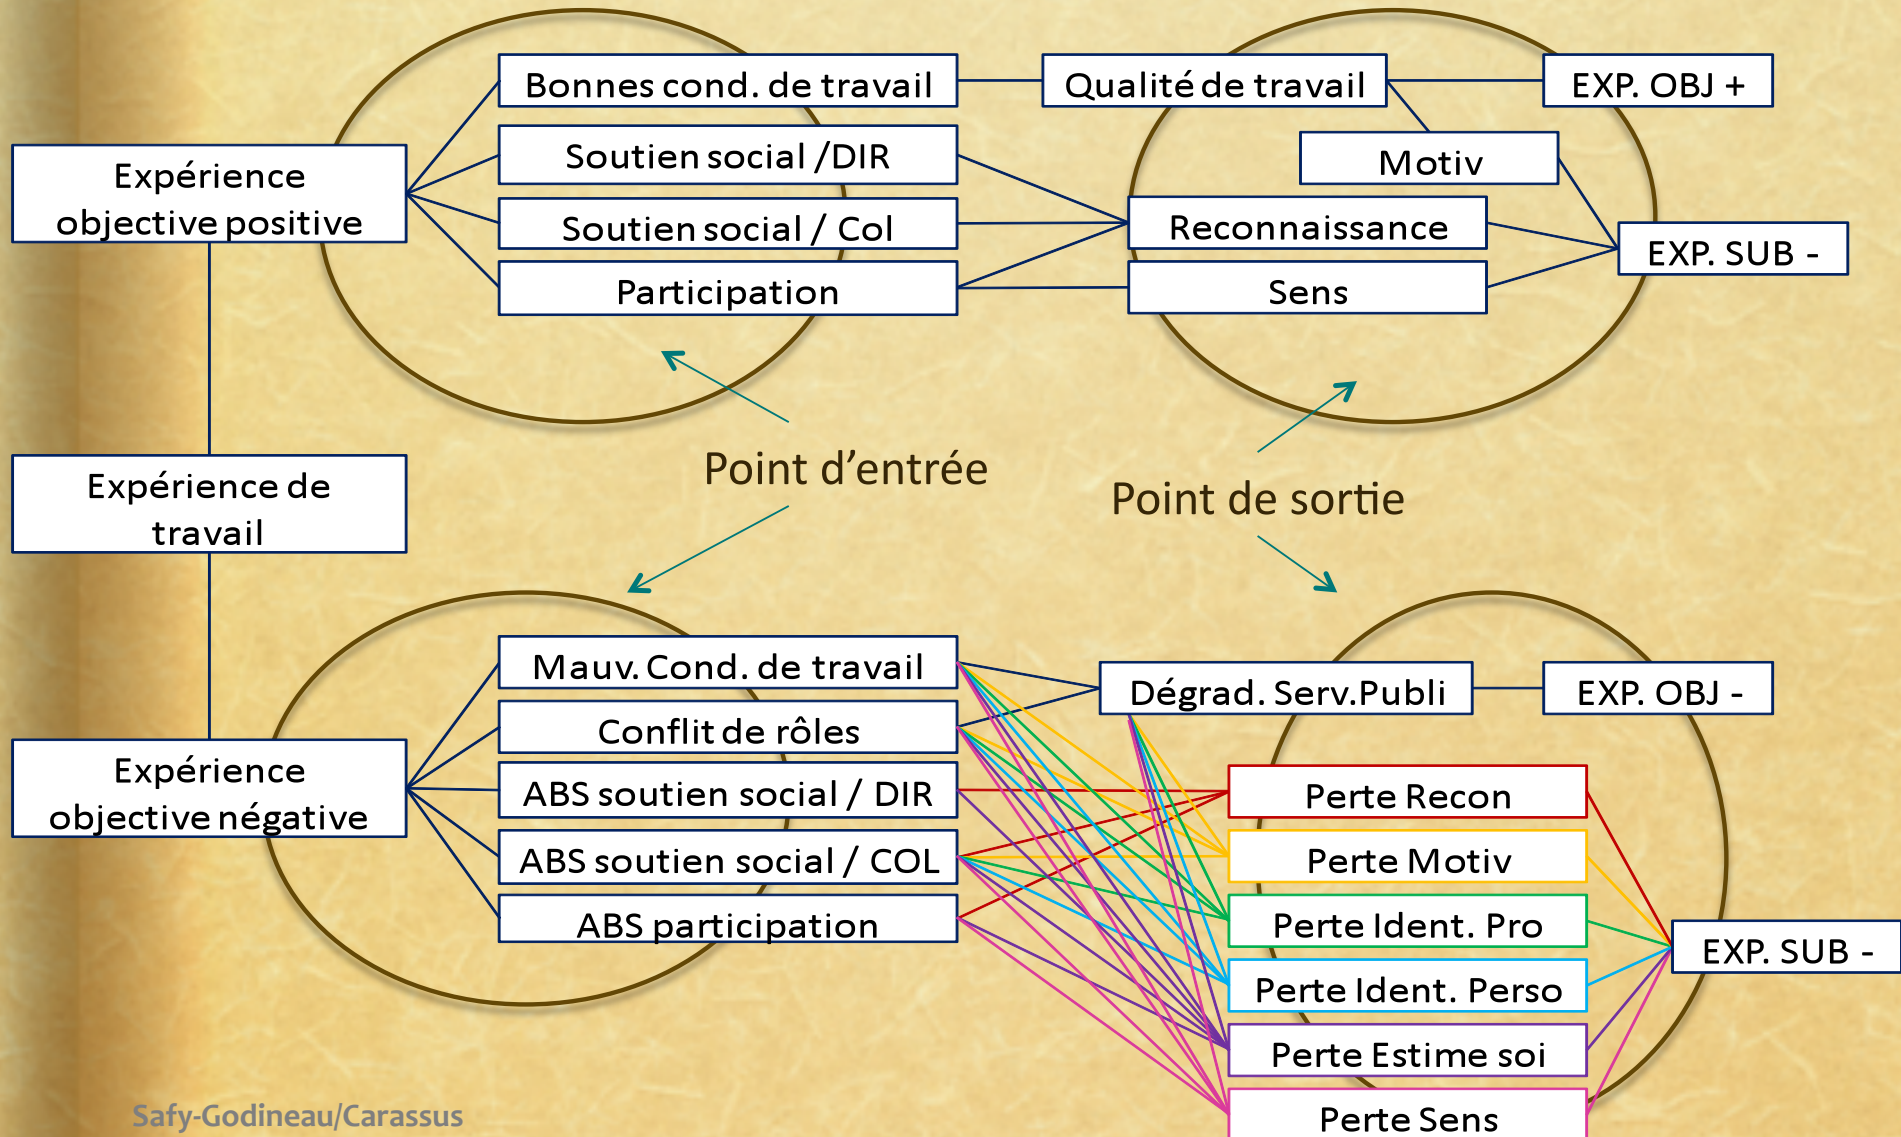 Bonnes cond. de travail
Qualité de travail
EXP. OBJ +
Soutien social /DIR
Motiv
Expérience
objective positive
Soutien social / Col
Reconnaissance
EXP. SUB -
Participation
Sens
Point d'entrée
Point de sortie
Expérience de
travail
Mauv. Cond. de travail
Dégrad. Serv.Publi
EXP. OBJ -
Conflit de rôles
Expérience
objective négative
ABS soutien social / DIR
Perte Recon
ABS soutien social / COL
Perte Motiv
ABS participation
Perte Ident. Pro
EXP. SUB -
Perte Ident. Perso
Perte Estime soi
Perte Sens
Safy-Godineau/Carassus